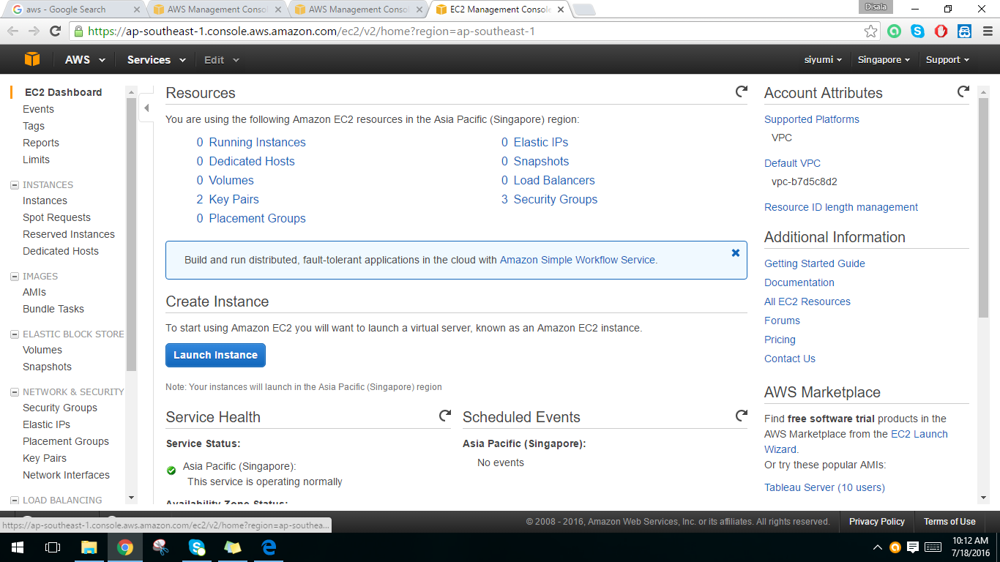 aws - Google Search
AWS Management Conso
AWS Management Conso
EC2 Management Console
Disala
https://ap-southeast-1.console.aws.amazon.com/ec2/v2/home?region=ap-southeast-1
AWS
Services
Edit
siyumi
Singapore
Support
EC2 Dashboard
Events
Tags
Reports
Limits
INSTANCES
Instances
Spot Requests
Reserved Instances
Dedicated Hosts
IMAGES
AMIs
Bundle Tasks
ELASTIC BLOCK STORE
Volumes
Snapshots
NETWORK & SECURITY
Security Groups
Elastic IPs
Placement Groups
Key Pairs
Network Interfaces
LOAD BALANCING
Resources
You are using the following Amazon EC2 resources in the Asia Pacific (Singapore) region:
0 Running Instances
0 Elastic IPs
0 Dedicated Hosts
0 Snapshots
0 Volumes
0 Load Balancers
2 Key Pairs
3 Security Groups
0 Placement Groups
Build and run distributed, fault-tolerant applications in the cloud with Amazon Simple Workflow Service.
Create Instance
To start using Amazon EC2 you will want to launch a virtual server, known as an Amazon EC2 instance.
Launch Instance
Note: Your instances will launch in the Asia Pacific (Singapore) region
Service Health
Service Status:
Asia Pacific (Singapore):
This service is operating normally
Availability Zone Status:
Scheduled Events
Asia Pacific (Singapore):
No events
Account Attributes
Supported Platforms
VPC
Default VPC
vpc-b7d5c8d2
Resource ID length management
Additional Information
Getting Started Guide
Documentation
All EC2 Resources
Forums
Pricing
Contact Us
AWS Marketplace
Find free software trial products in the
AWS Marketplace from the EC2 Launch
Wizard.
Or try these popular AMIs:
Tableau Server (10 users)
https://ap-southeast-1.console.aws.amazon.com/ec2/v2/home?region=ap-southea...
© 2008 - 2016, Amazon Web Services, Inc. or its affiliates. All rights reserved.
Privacy Policy
Terms of Use
10:12 AM
7/18/2016